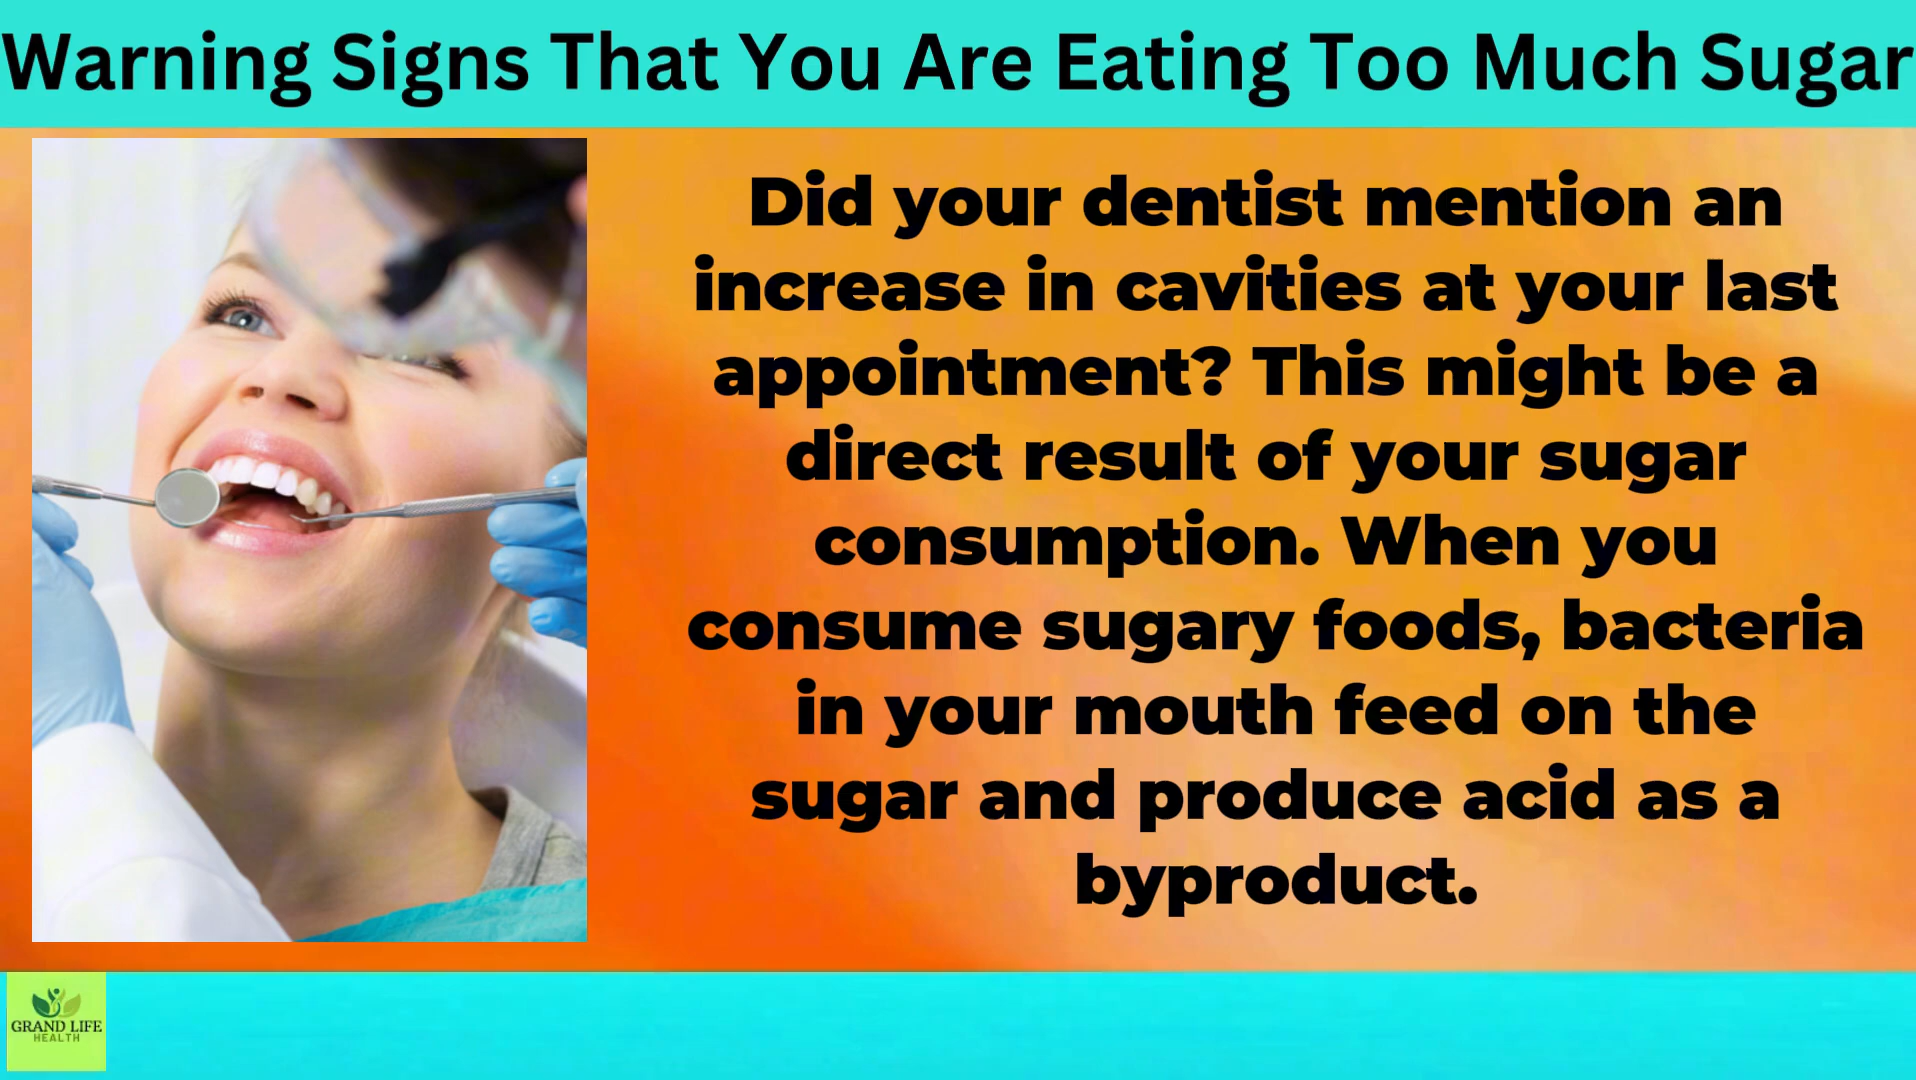 Warning Signs That You Are Eating Too Much Sugar
Did your dentist mention an
increase in cavities at your last
appointment? This might be a
direct result of your sugar
consumption. When you
consume sugary foods, bacteria
in your mouth feed on the
sugar and produce acid as a
byproduct.
GRAND LIFE
HEALTH